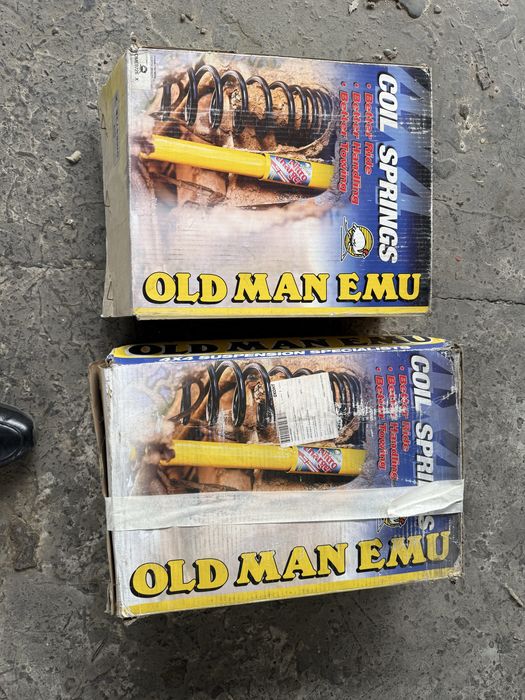 COIL SPRINGS
• Better Ride
• Better Handling
• Better Towing
OLD MAN EMU
OLD MAN EMU
4X4 SUSPENSION SPECIALISTS
COIL SPRINGS
• Better Ride
• Better Handling
• Better Towing
OLD MAN EMU